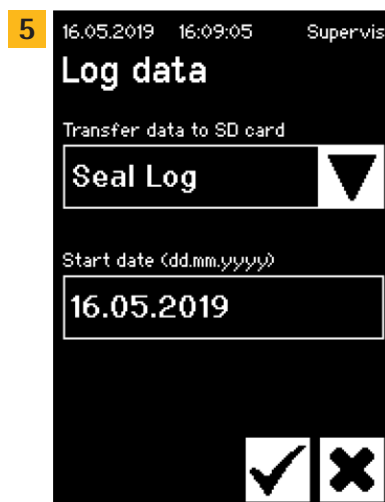 5
16.05.2019 16:09:05 Supervis
Log data
Transfer data to SD card
Seal Log
Start date (dd.mm.yyyy)
16.05.2019